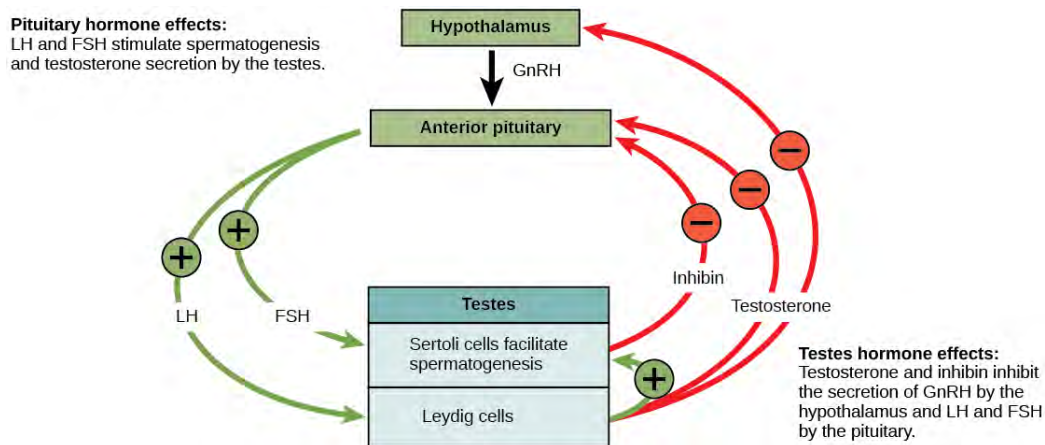 Pituitary hormone effects:
LH and FSH stimulate spermatogenesis
and testosterone secretion by the testes.
Hypothalamus
GnRH
Anterior pituitary
+
+
−
−
−
LH
FSH
Inhibin
Testosterone
Testes
Sertoli cells facilitate
spermatogenesis
Leydig cells
+
Testes hormone effects:
Testosterone and inhibin inhibit
the secretion of GnRH by the
hypothalamus and LH and FSH
by the pituitary.